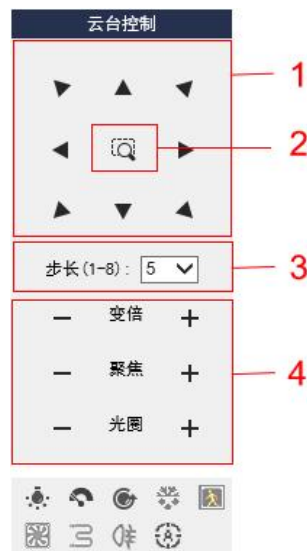 云台控制
1
2
步长(1-8): 5
3
— 变倍 +
— 聚焦 +
4
— 光圈 +
A